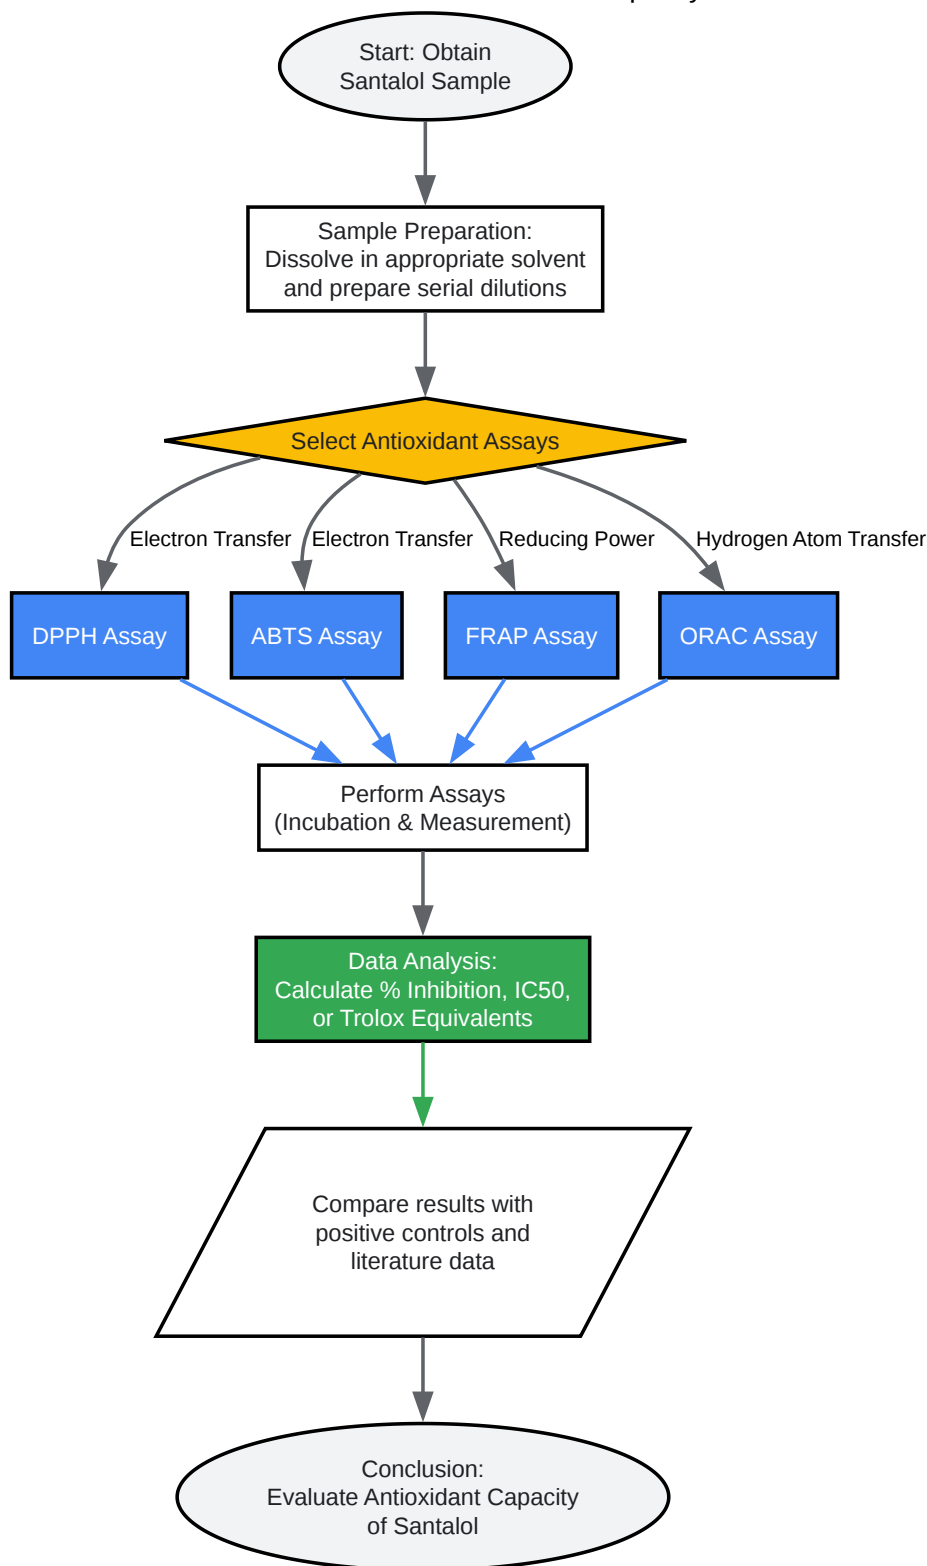 Start: Obtain
Santalol Sample
Sample Preparation:
Dissolve in appropriate solvent
and prepare serial dilutions
Select Antioxidant Assays
Electron Transfer
Electron Transfer
Reducing Power
Hydrogen Atom Transfer
DPPH Assay
ABTS Assay
FRAP Assay
ORAC Assay
Perform Assays
(Incubation & Measurement)
Data Analysis:
Calculate % Inhibition, IC50,
or Trolox Equivalents
Compare results with
positive controls and
literature data
Conclusion:
Evaluate Antioxidant Capacity
of Santalol